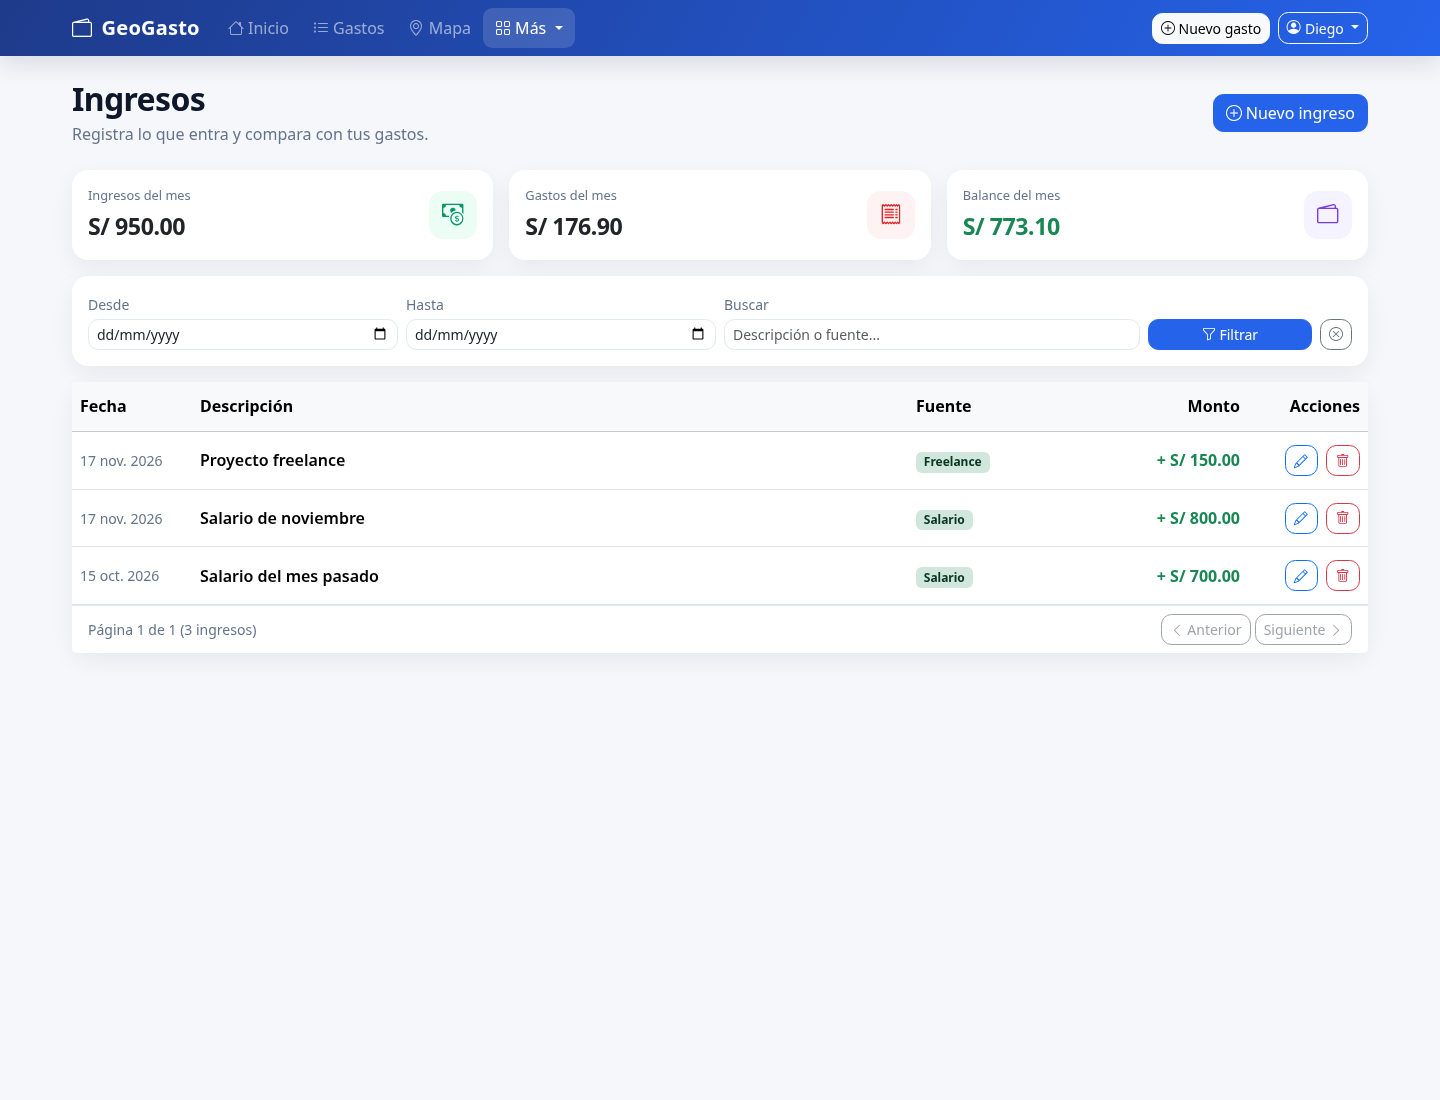 GeoGasto Inicio Gastos Mapa Más Nuevo gasto Diego
Ingresos
Registra lo que entra y compara con tus gastos.
Nuevo ingreso
Ingresos del mes
S/ 950.00
Gastos del mes
S/ 176.90
Balance del mes
S/ 773.10
Desde Hasta Buscar
dd/mm/yyyy dd/mm/yyyy Descripción o fuente... Filtrar
Fecha Descripción Fuente Monto Acciones
17 nov. 2026 Proyecto freelance Freelance + S/ 150.00
17 nov. 2026 Salario de noviembre Salario + S/ 800.00
15 oct. 2026 Salario del mes pasado Salario + S/ 700.00
Página 1 de 1 (3 ingresos) Anterior Siguiente